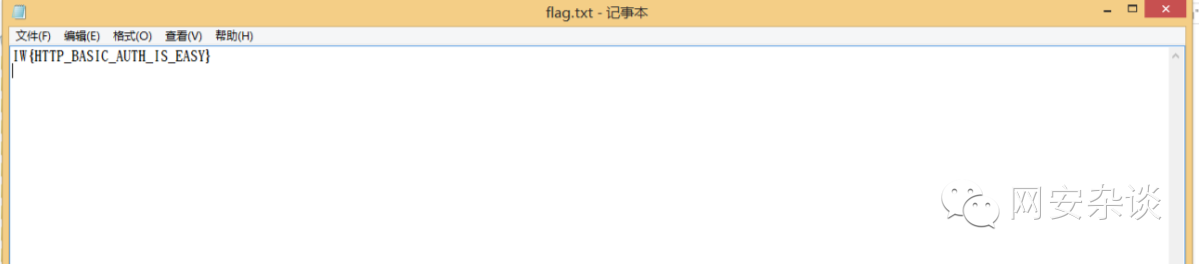 flag.txt - 记事本
文件(F) 编辑(E) 格式(O) 查看(V) 帮助(H)
IW{HTTP_BASIC_AUTH_IS_EASY}
网安杂谈